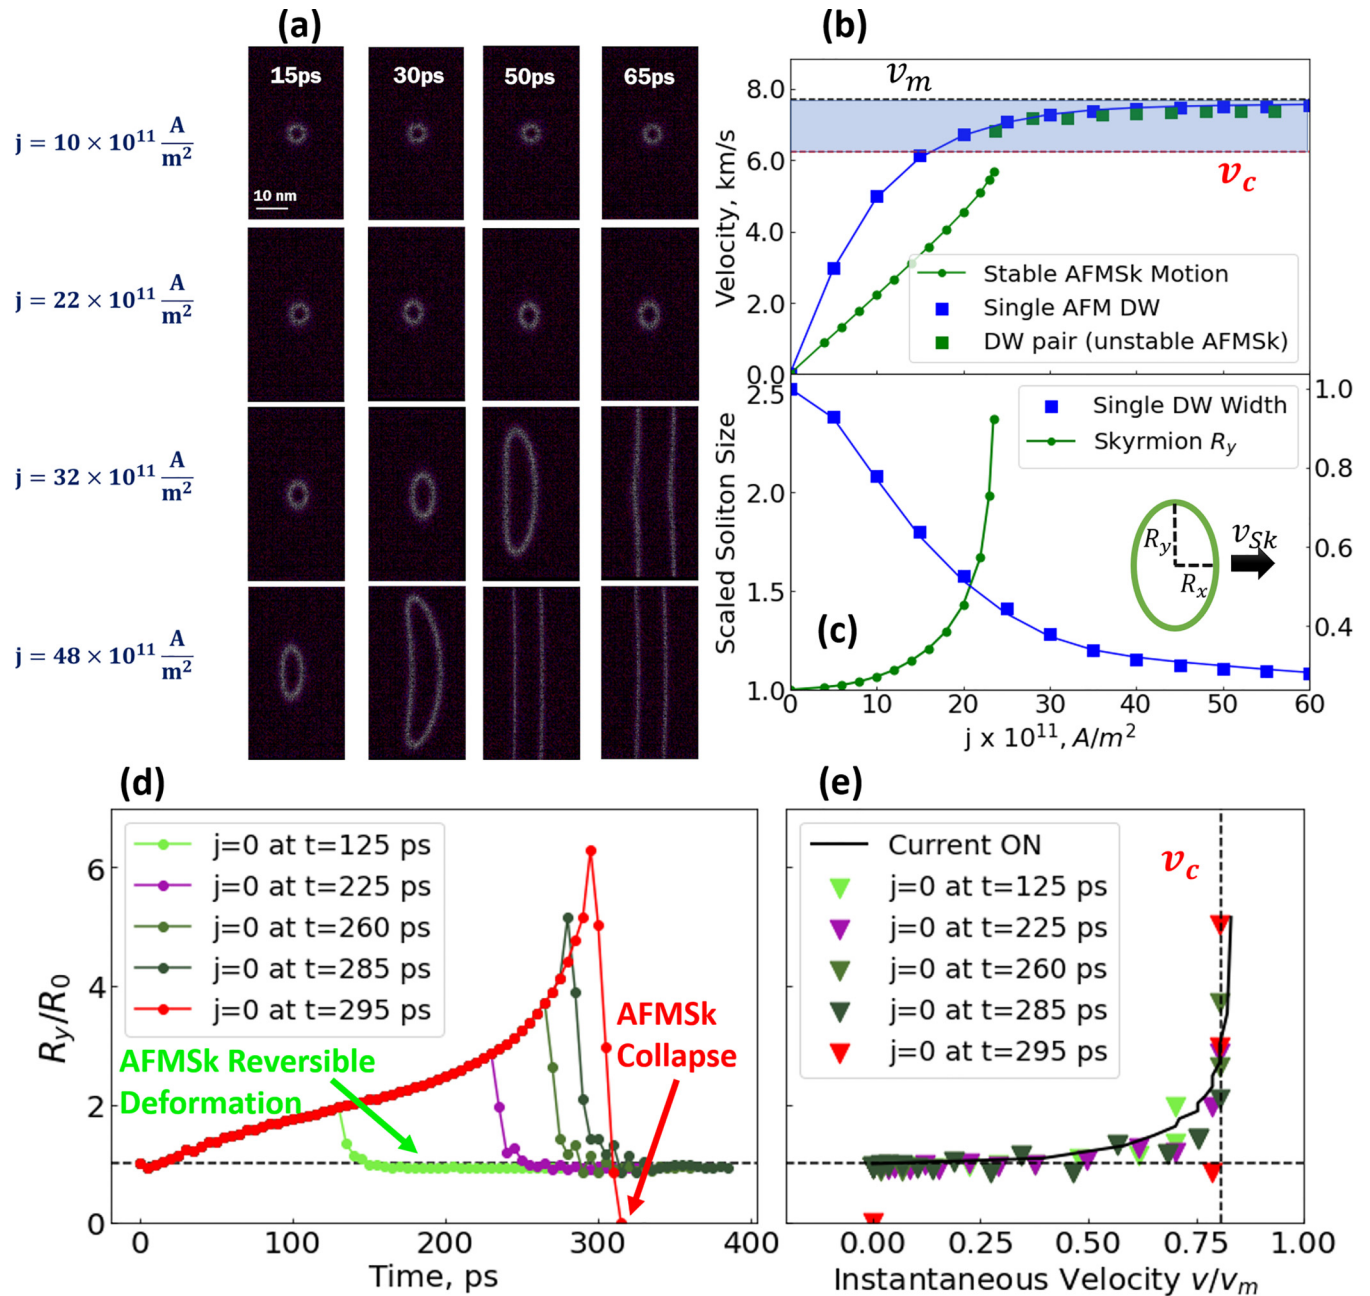 (a)
15ps 30ps 50ps 65ps
j = 10 × 10¹¹ A/m²
10 nm
j = 22 × 10¹¹ A/m²
j = 32 × 10¹¹ A/m²
j = 48 × 10¹¹ A/m²
(b)
Velocity, km/s
8.0
6.0
4.0
2.0
0.0
v_m
v_c
Stable AFMSk Motion
Single AFM DW
DW pair (unstable AFMSk)
Scaled Soliton Size
2.5
2.0
1.5
1.0
1.0
0.8
0.6
0.4
Single DW Width
Skyrmion R_y
R_y
R_x
v_Sk
(c)
0 10 20 30 40 50 60
j x 10¹¹, A/m²
(d)
R_y/R_0
6
4
2
0
j=0 at t=125 ps
j=0 at t=225 ps
j=0 at t=260 ps
j=0 at t=285 ps
j=0 at t=295 ps
AFMSk Reversible
Deformation
AFMSk
Collapse
0 100 200 300 400
Time, ps
(e)
Current ON
j=0 at t=125 ps
j=0 at t=225 ps
j=0 at t=260 ps
j=0 at t=285 ps
j=0 at t=295 ps
v_c
0.00 0.25 0.50 0.75 1.00
Instantaneous Velocity v/v_m